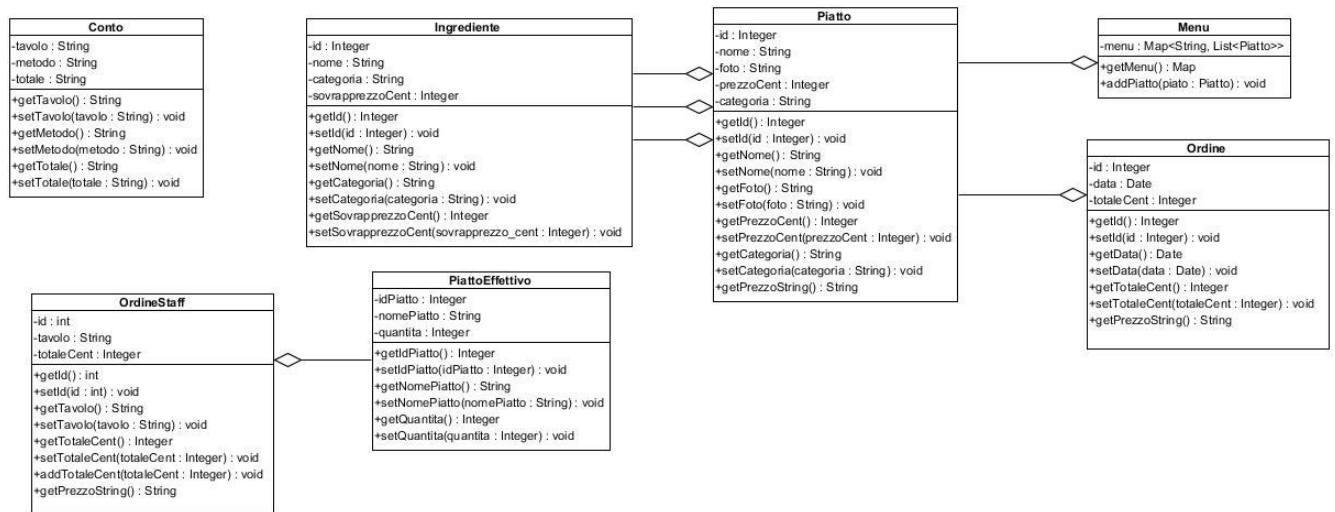 Conto
-tavolo : String
-metodo : String
-totale : String
+getTavolo() : String
+setTavolo(tavolo : String) : void
+getMetodo() : String
+setMetodo(metodo : String) : void
+getTotale() : String
+setTotale(totale : String) : void
Ingrediente
-id : Integer
-nome : String
-categoria : String
-sovrapprezzoCent : Integer
+getId() : Integer
+setId(id : Integer) : void
+getNome() : String
+setNome(nome : String) : void
+getCategoria() : String
+setCategoria(categoria : String) : void
+getSovrapprezzoCent() : Integer
+setSovrapprezzoCent(sovrapprezzo_cent : Integer) : void
Piatto
-id : Integer
-nome : String
-foto : String
-prezzoCent : Integer
-categoria : String
+getId() : Integer
+setId(id : Integer) : void
+getNome() : String
+setNome(nome : String) : void
+getFoto() : String
+setFoto(foto : String) : void
+getPrezzoCent() : Integer
+setPrezzoCent(prezzoCent : Integer) : void
+getCategoria() : String
+setCategoria(categoria : String) : void
+getPrezzoString() : String
Menu
-menu : Map<String, List<Piatto>>
+getMenu() : Map
+addPiatto(piato : Piatto) : void
Ordine
-id : Integer
-data : Date
-totaleCent : Integer
+getId() : Integer
+setId(id : Integer) : void
+getData() : Date
+setData(data : Date) : void
+getTotaleCent() : Integer
+setTotaleCent(totaleCent : Integer) : void
+getPrezzoString() : String
OrdineStaff
-id : int
-tavolo : String
-totaleCent : Integer
+getId() : int
+setId(id : int) : void
+getTavolo() : String
+setTavolo(tavolo : String) : void
+getTotaleCent() : Integer
+setTotaleCent(totaleCent : Integer) : void
+addTotaleCent(totaleCent : Integer) : void
+getPrezzoString() : String
PiattoEffettivo
-idPiatto : Integer
-nomePiatto : String
-quantita : Integer
+getIdPiatto() : Integer
+setIdPiatto(idPiatto : Integer) : void
+getNomePiatto() : String
+setNomePiatto(nomePiatto : String) : void
+getQuantita() : Integer
+setQuantita(quantita : Integer) : void